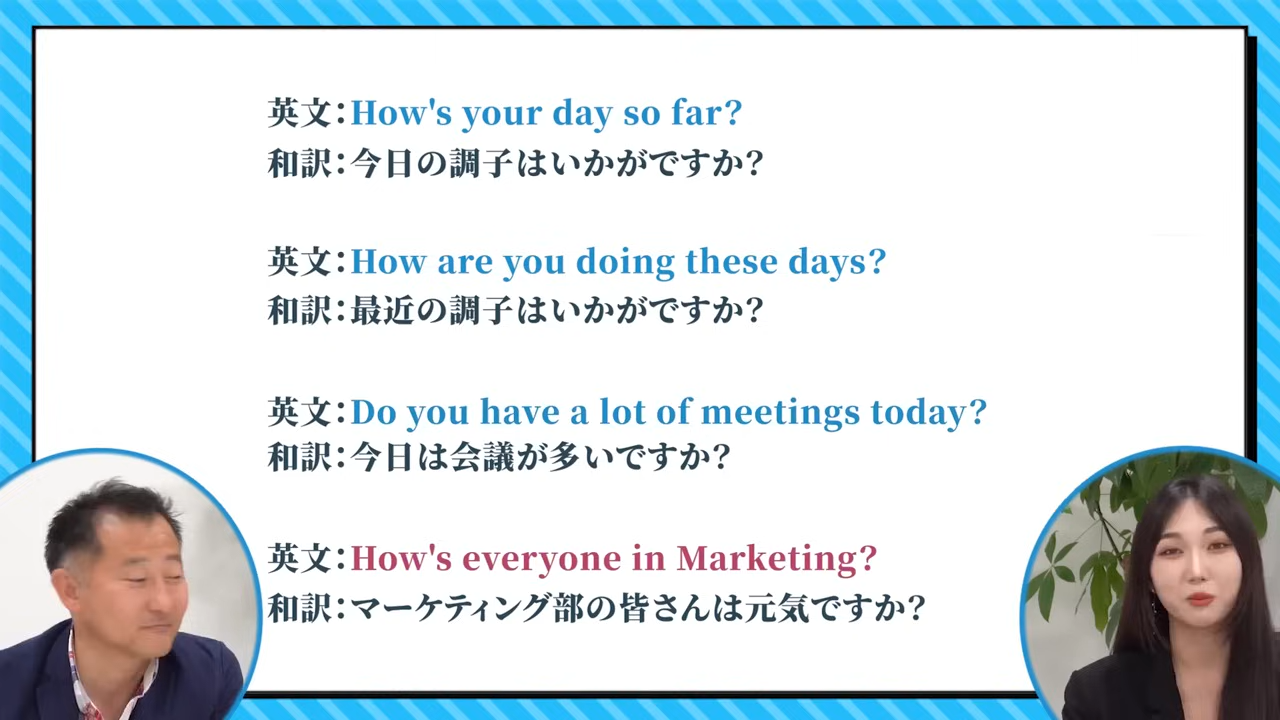 英文：How's your day so far?
和訳：今日の調子はいかがですか？
英文：How are you doing these days?
和訳：最近の調子はいかがですか？
英文：Do you have a lot of meetings today?
和訳：今日は会議が多いですか？
英文：How's everyone in Marketing?
和訳：マーケティング部の皆さんは元気ですか？